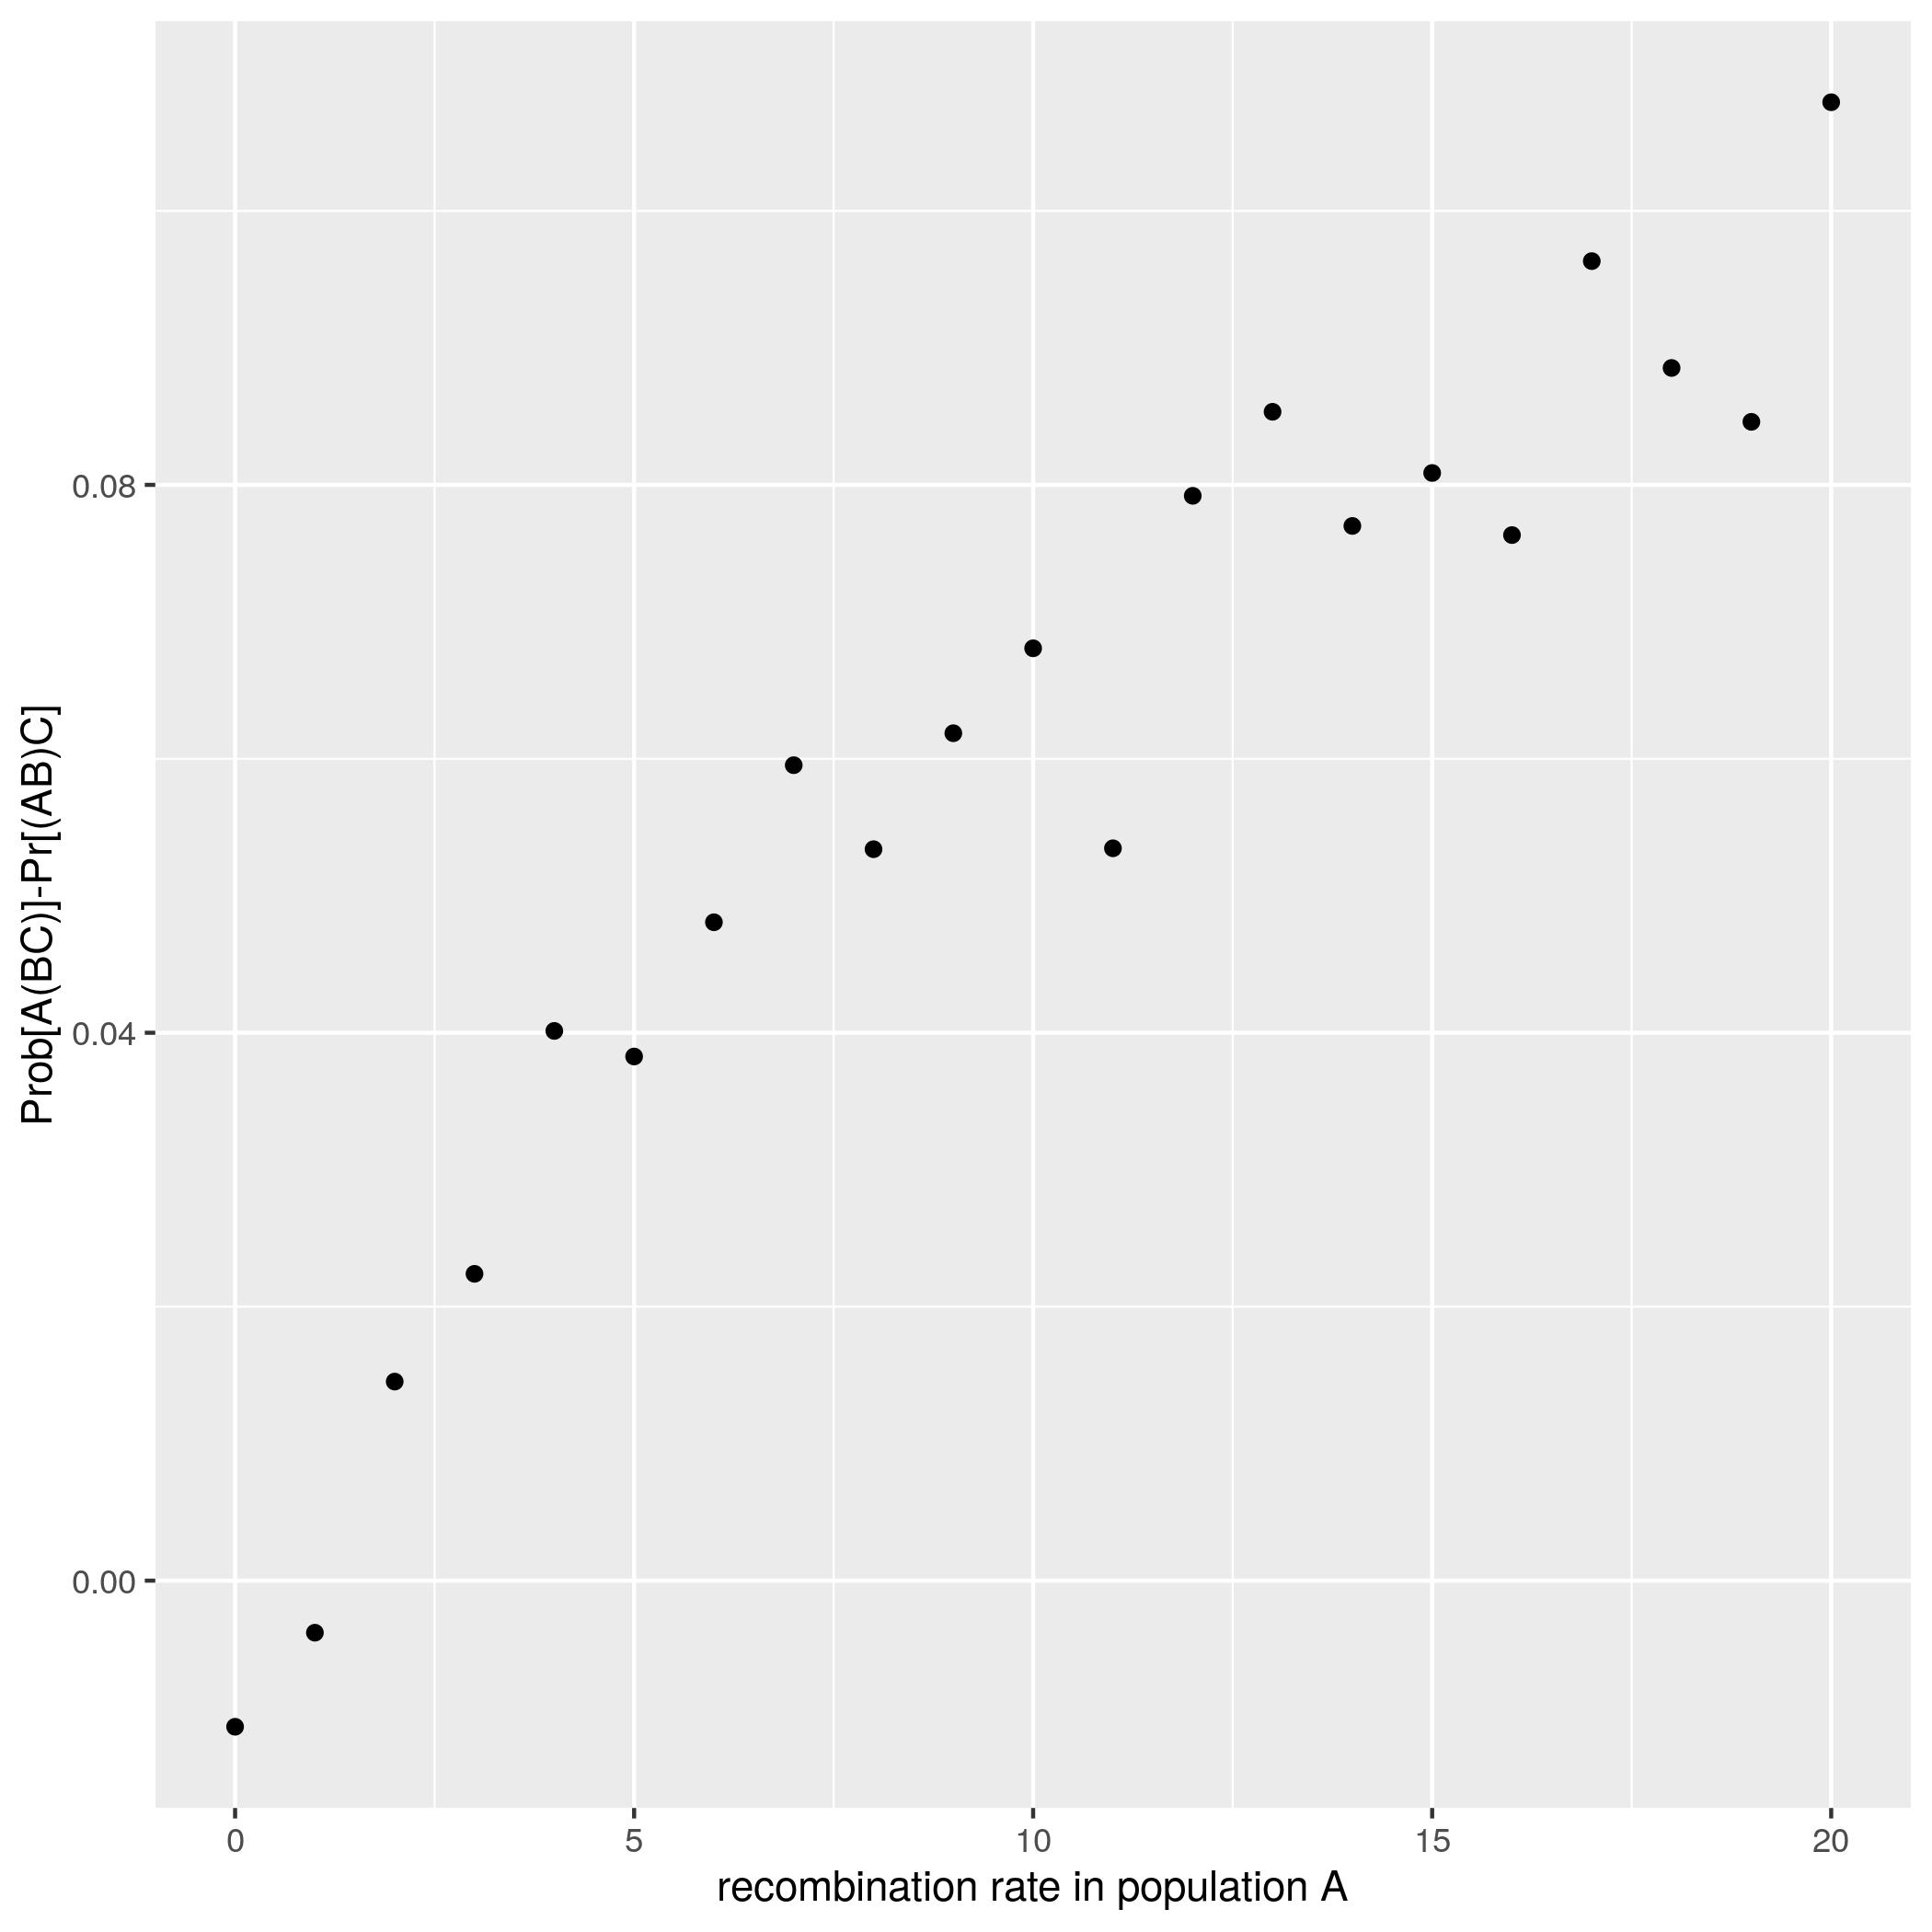 Prob[A(BC)]-Pr[(AB)C]
0.08
0.04
0.00
0 5 10 15 20
recombination rate in population A